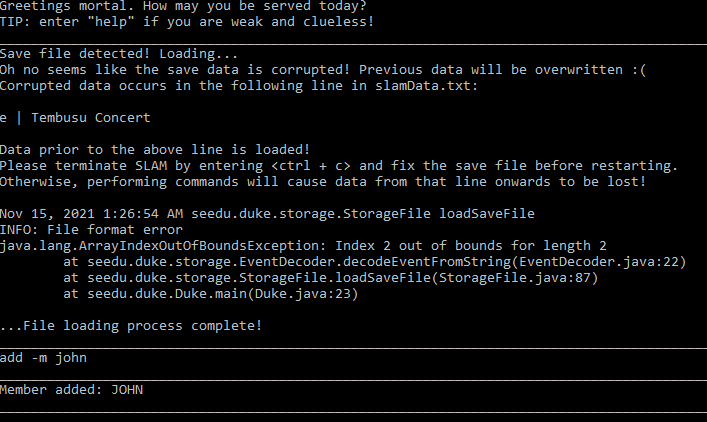 Greetings mortal. How may you be served today?
TIP: enter "help" if you are weak and clueless!
Save file detected! Loading...
Oh no seems like the save data is corrupted! Previous data will be overwritten :(
Corrupted data occurs in the following line in slamData.txt:
e | Tembusu Concert
Data prior to the above line is loaded!
Please terminate SLAM by entering <ctrl + c> and fix the save file before restarting.
Otherwise, performing commands will cause data from that line onwards to be lost!
Nov 15, 2021 1:26:54 AM seedu.duke.storage.StorageFile loadSaveFile
INFO: File format error
java.lang.ArrayIndexOutOfBoundsException: Index 2 out of bounds for length 2
at seedu.duke.storage.EventDecoder.decodeEventFromString(EventDecoder.java:22)
at seedu.duke.storage.StorageFile.loadSaveFile(StorageFile.java:87)
at seedu.duke.Duke.main(Duke.java:23)
...File loading process complete!
add -m john
Member added: JOHN